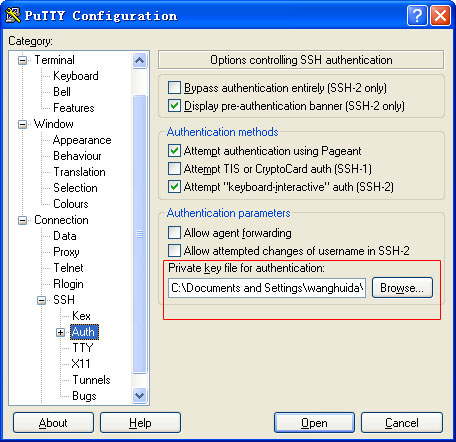 PuTTY Configuration
Category:
Terminal
Keyboard
Bell
Features
Window
Appearance
Behaviour
Translation
Selection
Colours
Connection
Data
Proxy
Telnet
Rlogin
SSH
Kex
Auth
TTY
X11
Tunnels
Bugs
Options controlling SSH authentication
Bypass authentication entirely (SSH-2 only)
Display pre-authentication banner (SSH-2 only)
Authentication methods
Attempt authentication using Pageant
Attempt TIS or CryptoCard auth (SSH-1)
Attempt "keyboard-interactive" auth (SSH-2)
Authentication parameters
Allow agent forwarding
Allow attempted changes of username in SSH-2
Private key file for authentication:
C:\Documents and Settings\wanghuida\
Browse...
About
Help
Open
Cancel